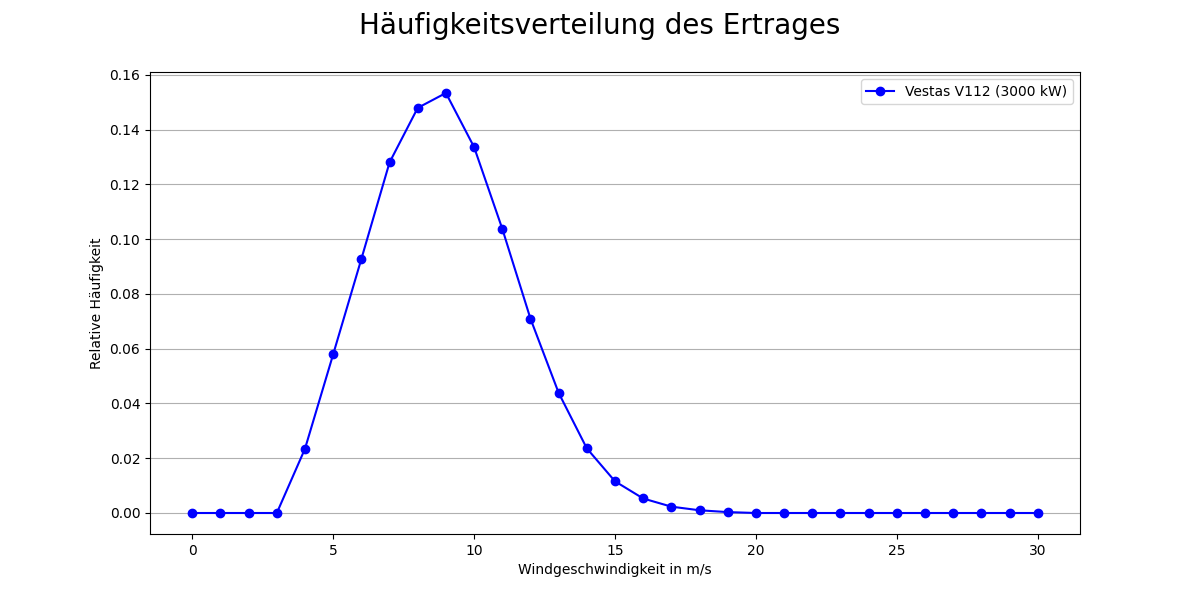 Häufigkeitsverteilung des Ertrages
Vestas V112 (3000 kW)
Relative Häufigkeit
0.16
0.14
0.12
0.10
0.08
0.06
0.04
0.02
0.00
0 5 10 15 20 25 30
Windgeschwindigkeit in m/s